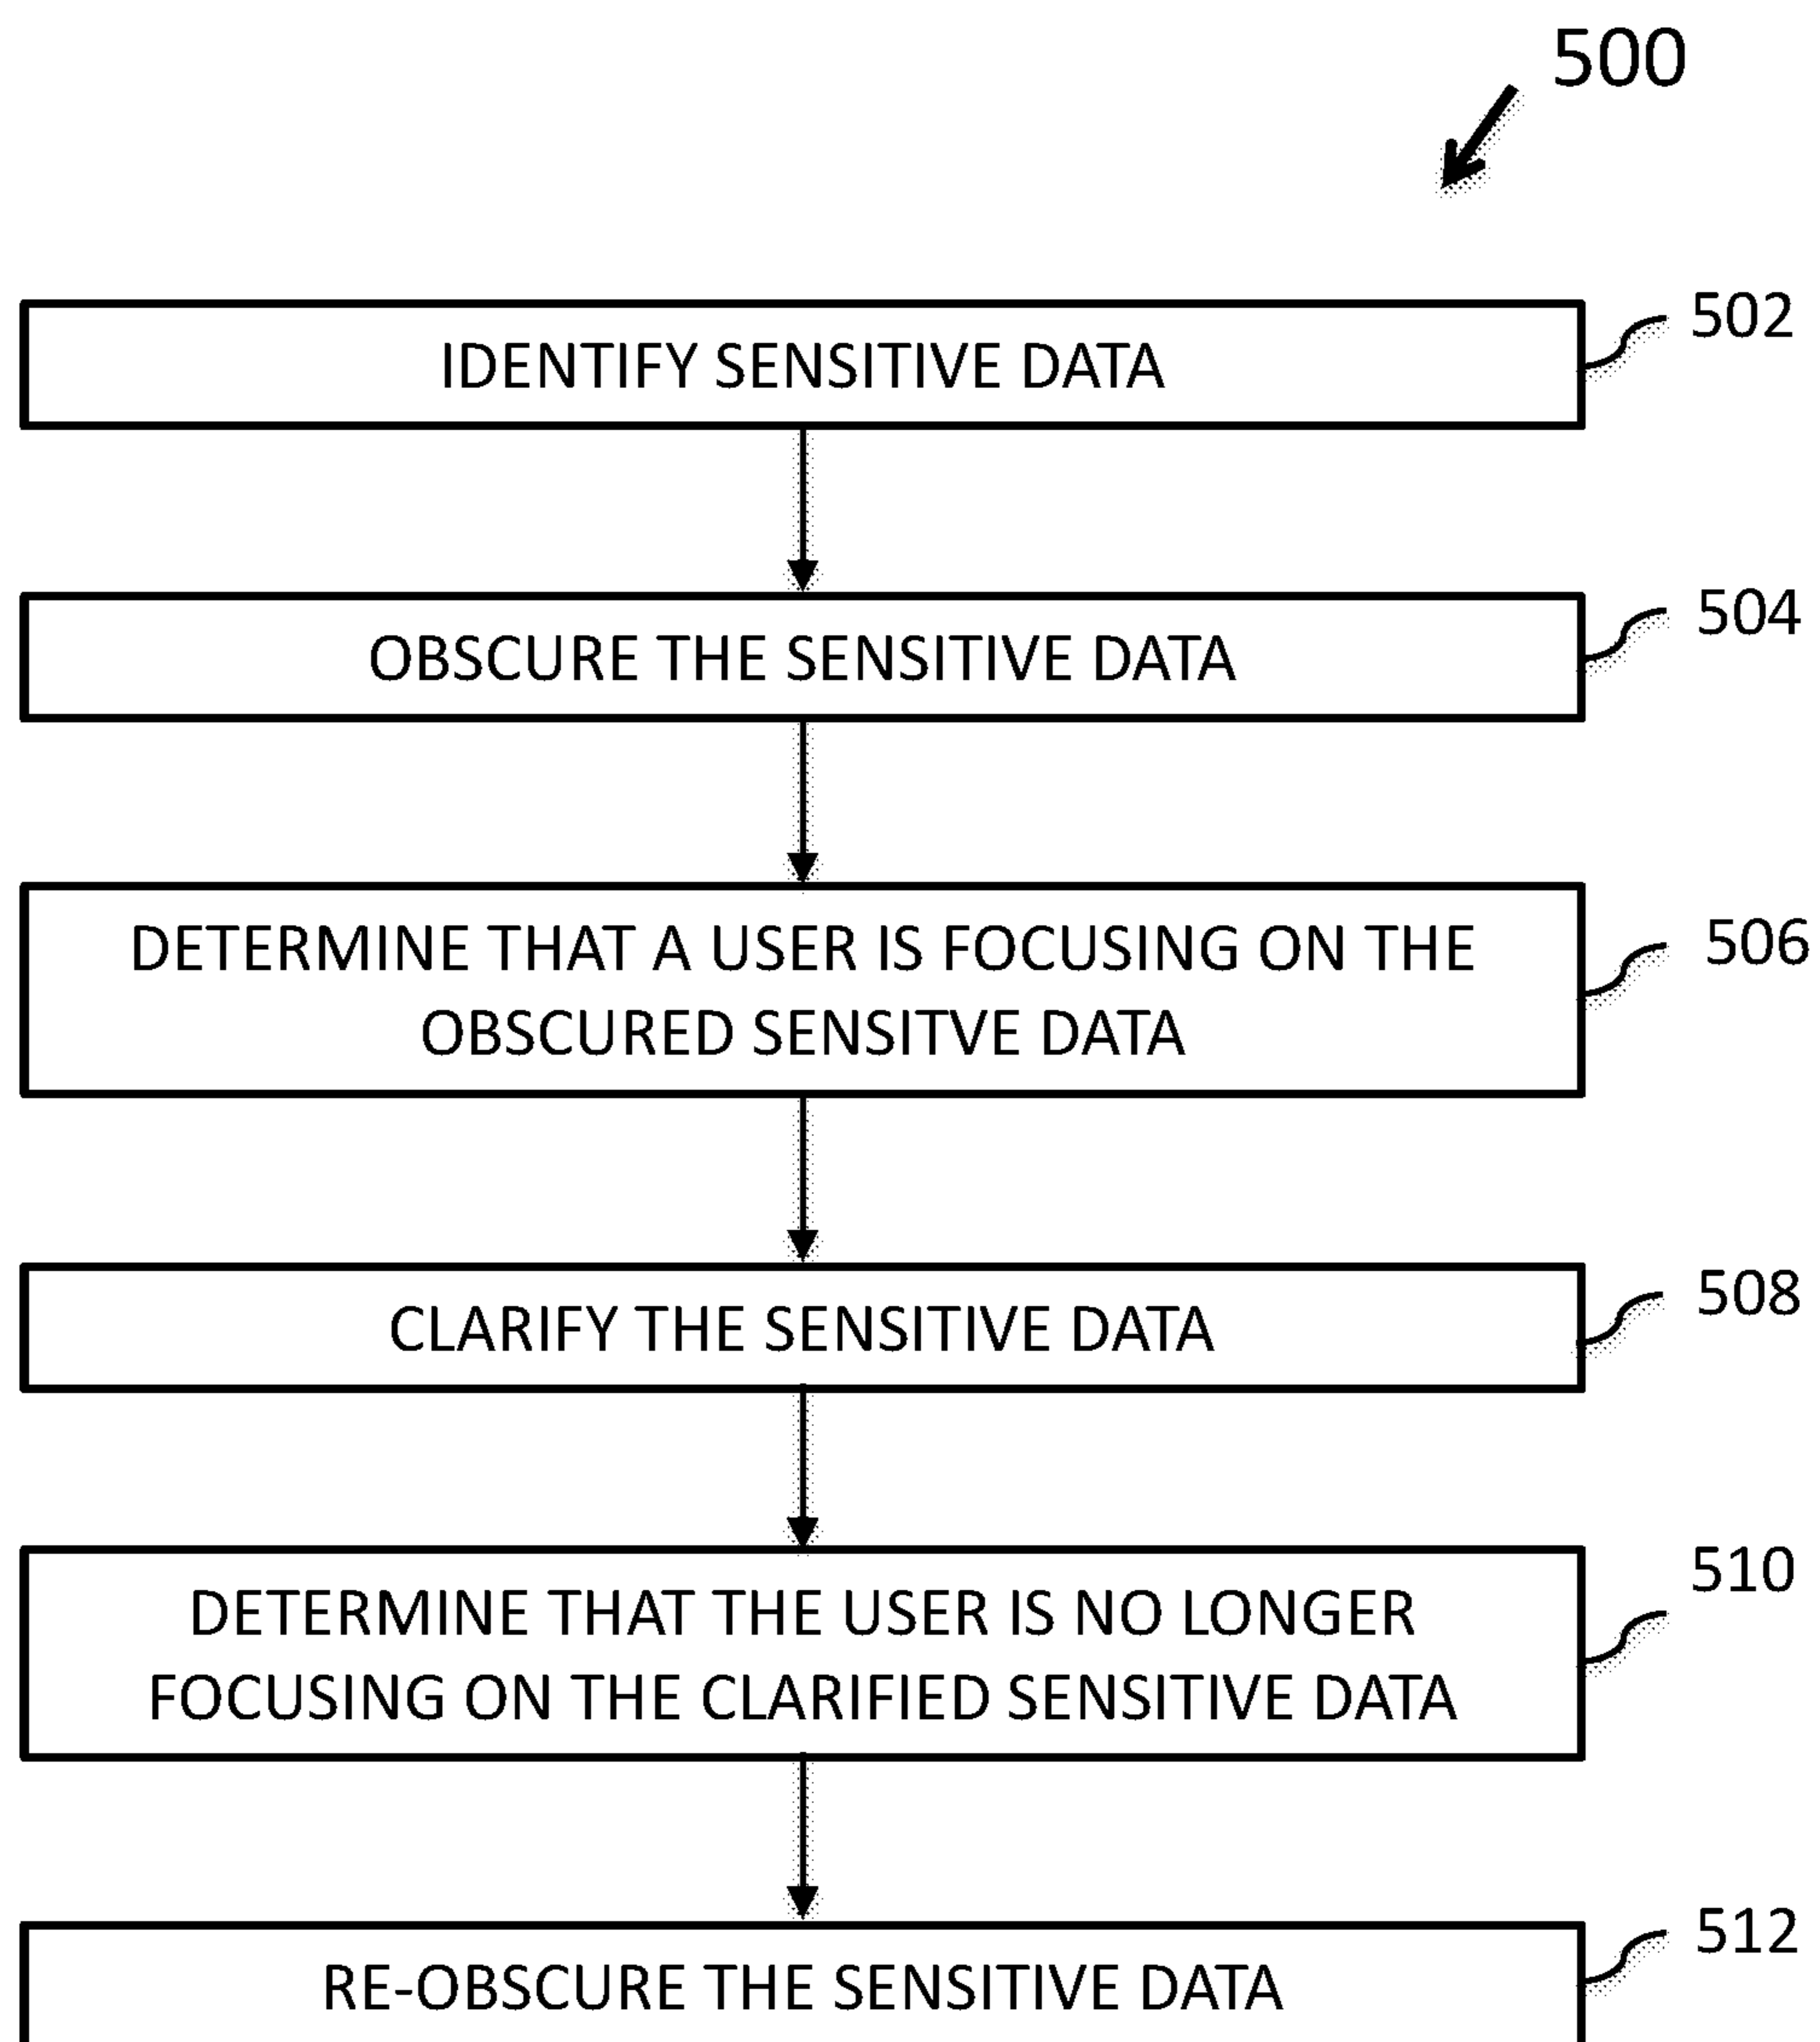 500
IDENTIFY SENSITIVE DATA
502
OBSCURE THE SENSITIVE DATA
504
DETERMINE THAT A USER IS FOCUSING ON THE
OBSCURED SENSITVE DATA
506
CLARIFY THE SENSITIVE DATA
508
DETERMINE THAT THE USER IS NO LONGER
FOCUSING ON THE CLARIFIED SENSITIVE DATA
510
RE-OBSCURE THE SENSITIVE DATA
512